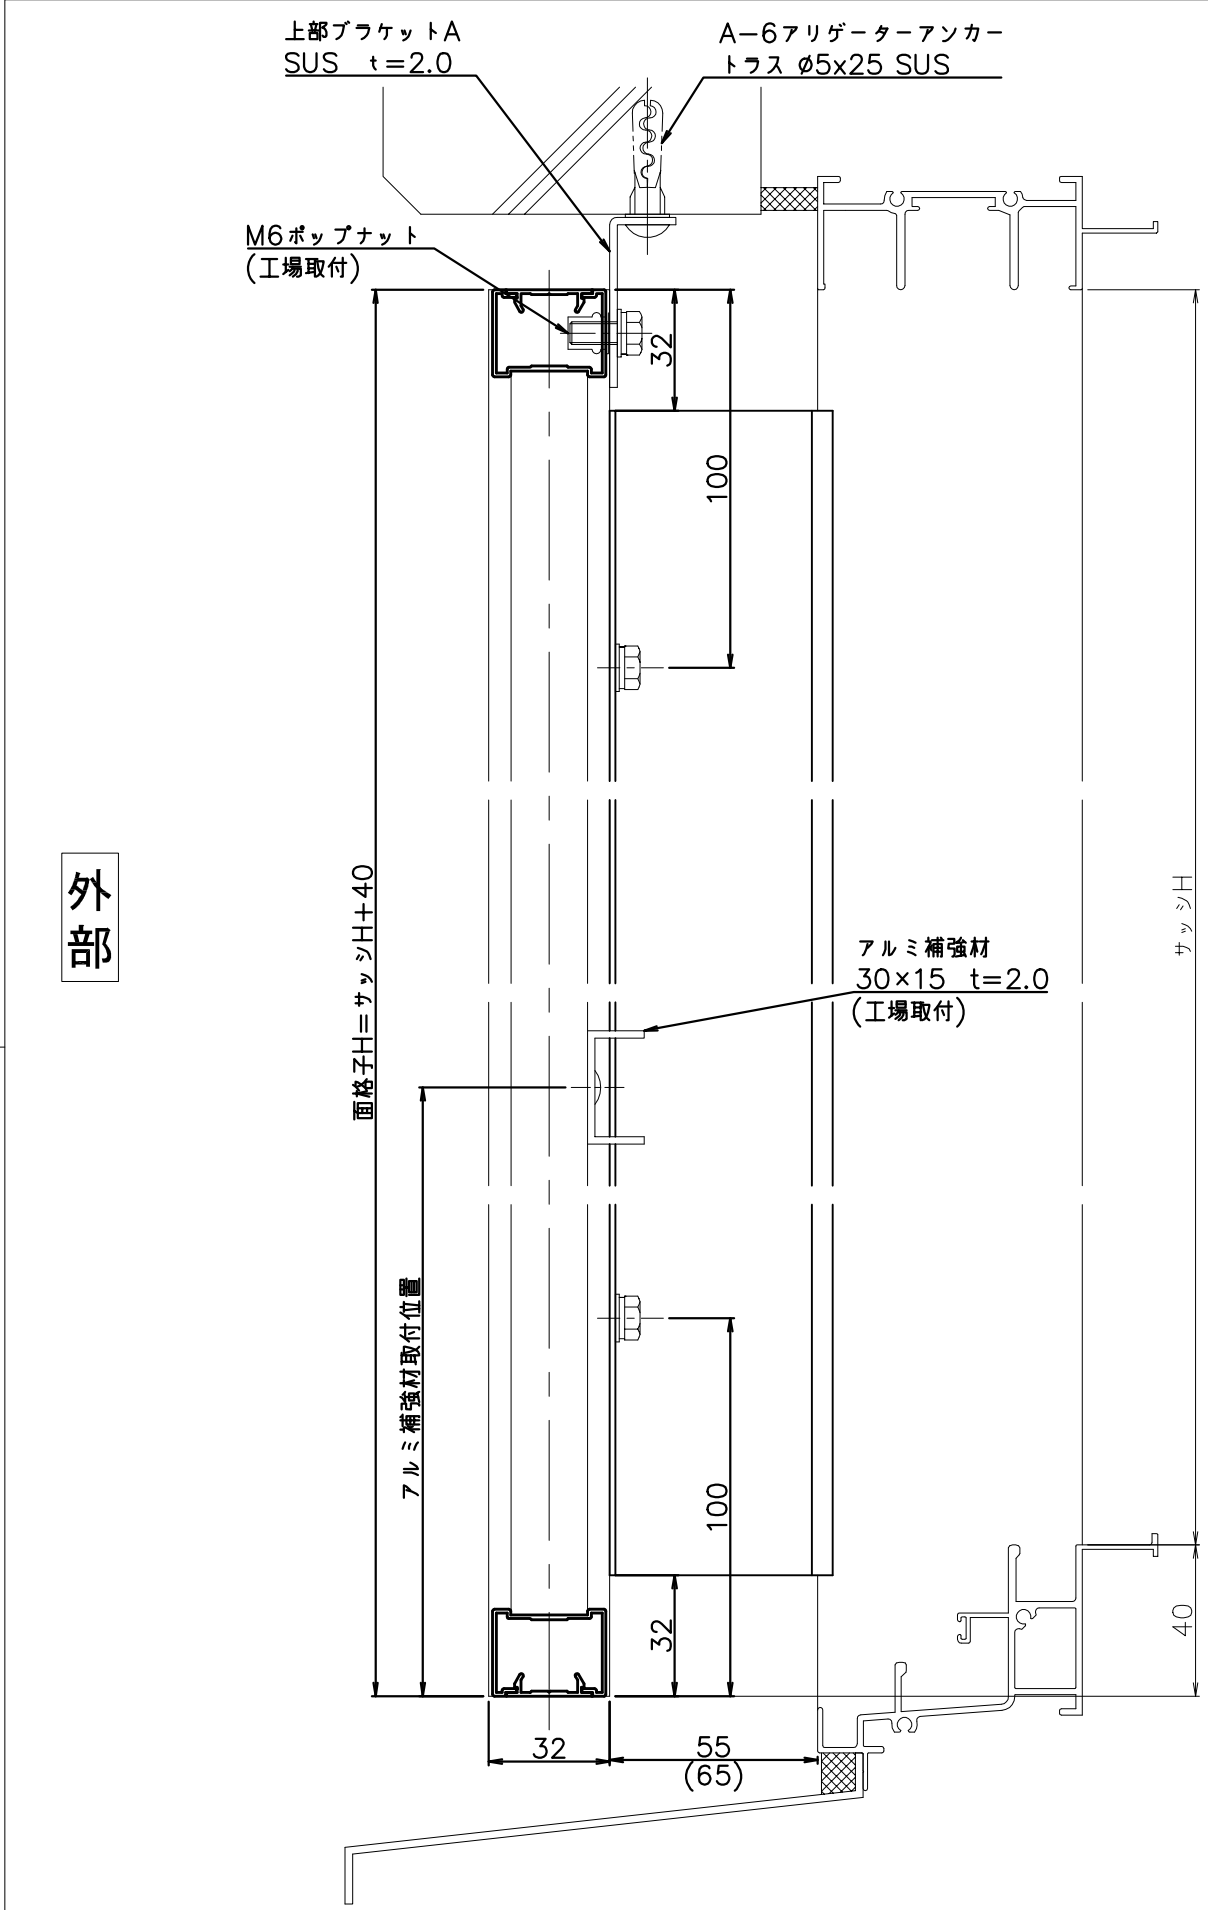 上部ブラケットA
SUS t=2.0
A-6アリゲーターアンカー
トラス Ø5x25 SUS
M6ポップナット
(工場取付)
32
100
外部
面格子H=サッシH+40
サッシH
アルミ補強材
30×15 t=2.0
(工場取付)
アルミ補強材取付位置
100
32
40
32
55
(65)